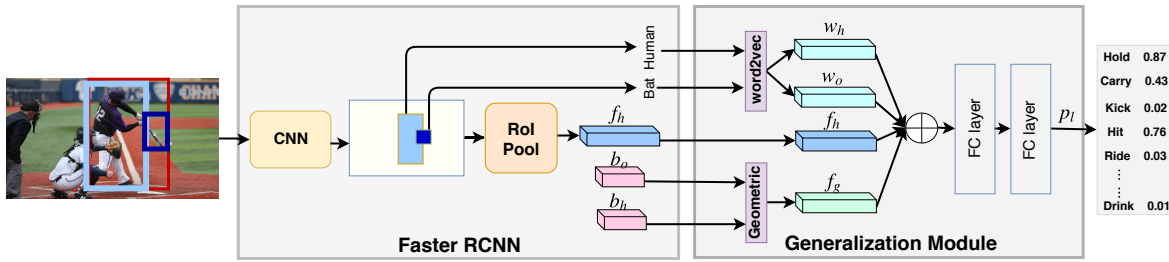 CNN
RoI
Pool
Human
Bat
f_h
b_o
b_h
Faster RCNN
word2vec
Geometric
w_h
w_o
f_h
f_g
FC layer
FC layer
p_l
Generalization Module
Hold 0.87
Carry 0.43
Kick 0.02
Hit 0.76
Ride 0.03
⋮
⋮
Drink 0.01